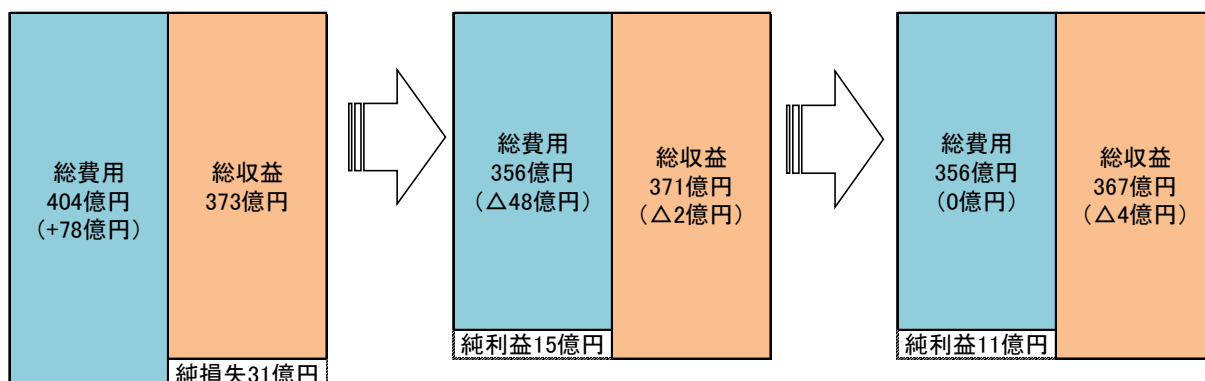 総費用
404億円
(+78億円)
総収益
373億円
純損失31億円
総費用
356億円
(△48億円)
純利益15億円
総収益
371億円
(△2億円)
総費用
356億円
(0億円)
純利益11億円
総収益
367億円
(△4億円)